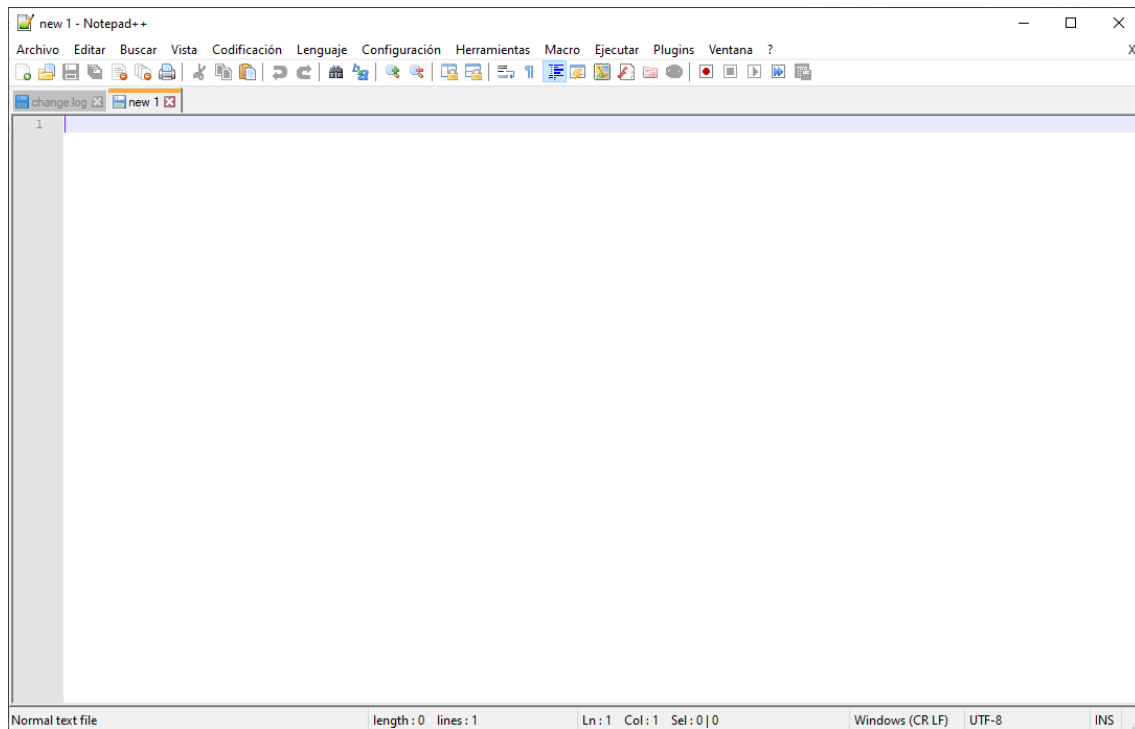 new 1 - Notepad++
Archivo Editar Buscar Vista Codificación Lenguaje Configuración Herramientas Macro Ejecutar Plugins Ventana ? X
change.log new 1
1
Normal text file length : 0 lines : 1 Ln : 1 Col : 1 Sel : 0 | 0 Windows (CR LF) UTF-8 INS